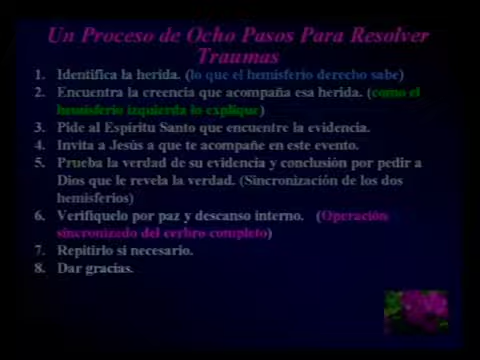 Un Proceso de Ocho Pasos Para Resolver
Traumas
1. Identifica la herida. (lo que el hemisferio derecho sabe)
2. Encuentra la creencia que acompaña esa herida. (como el
hemisferio izquierda lo explique)
3. Pide al Espíritu Santo que encuentre la evidencia.
4. Invita a Jesús a que te acompañe en este evento.
5. Prueba la verdad de su evidencia y conclusión por pedir a
Dios que le revela la verdad. (Sincronización de los dos
hemisferios)
6. Verifíquelo por paz y descanso interno. (Operación
sincronizado del cerbro completo)
7. Repitirlo si necesario.
8. Dar gracias.